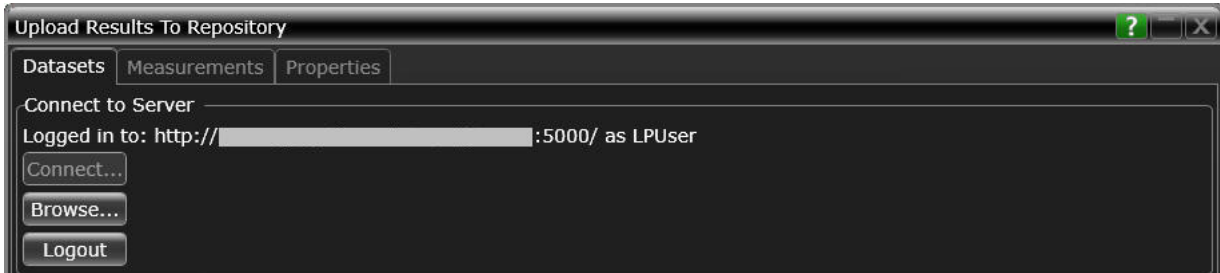 Upload Results To Repository ? X
Datasets Measurements Properties
Connect to Server
Logged in to: http:// :5000/ as LPUser
Connect...
Browse...
Logout